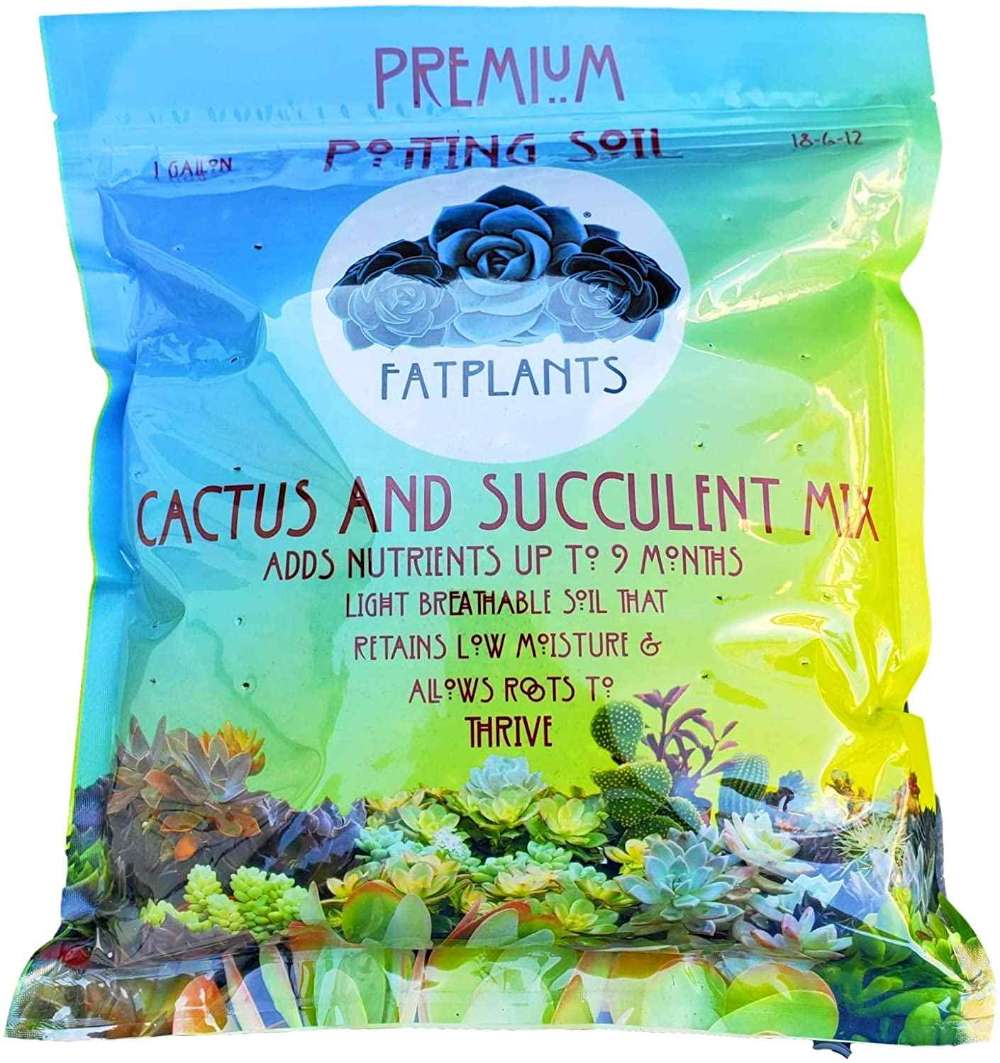 PREMIUM
POTTING SOIL
1 GALLON
18-6-12
®
FATPLANTS
CACTUS AND SUCCULENT MIX
ADDS NUTRIENTS UP TO 9 MONTHS
LIGHT BREATHABLE SOIL THAT
RETAINS LOW MOISTURE &
ALLOWS ROOTS TO
THRIVE